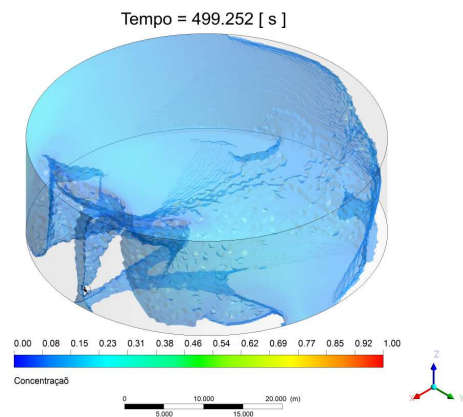 Tempo = 499.252 [ s ]
0.00 0.08 0.15 0.23 0.31 0.38 0.46 0.54 0.62 0.69 0.77 0.85 0.92 1.00
Concentraçaõ
0 10.000 20.000 (m)
5.000 15.000
Z
X Y